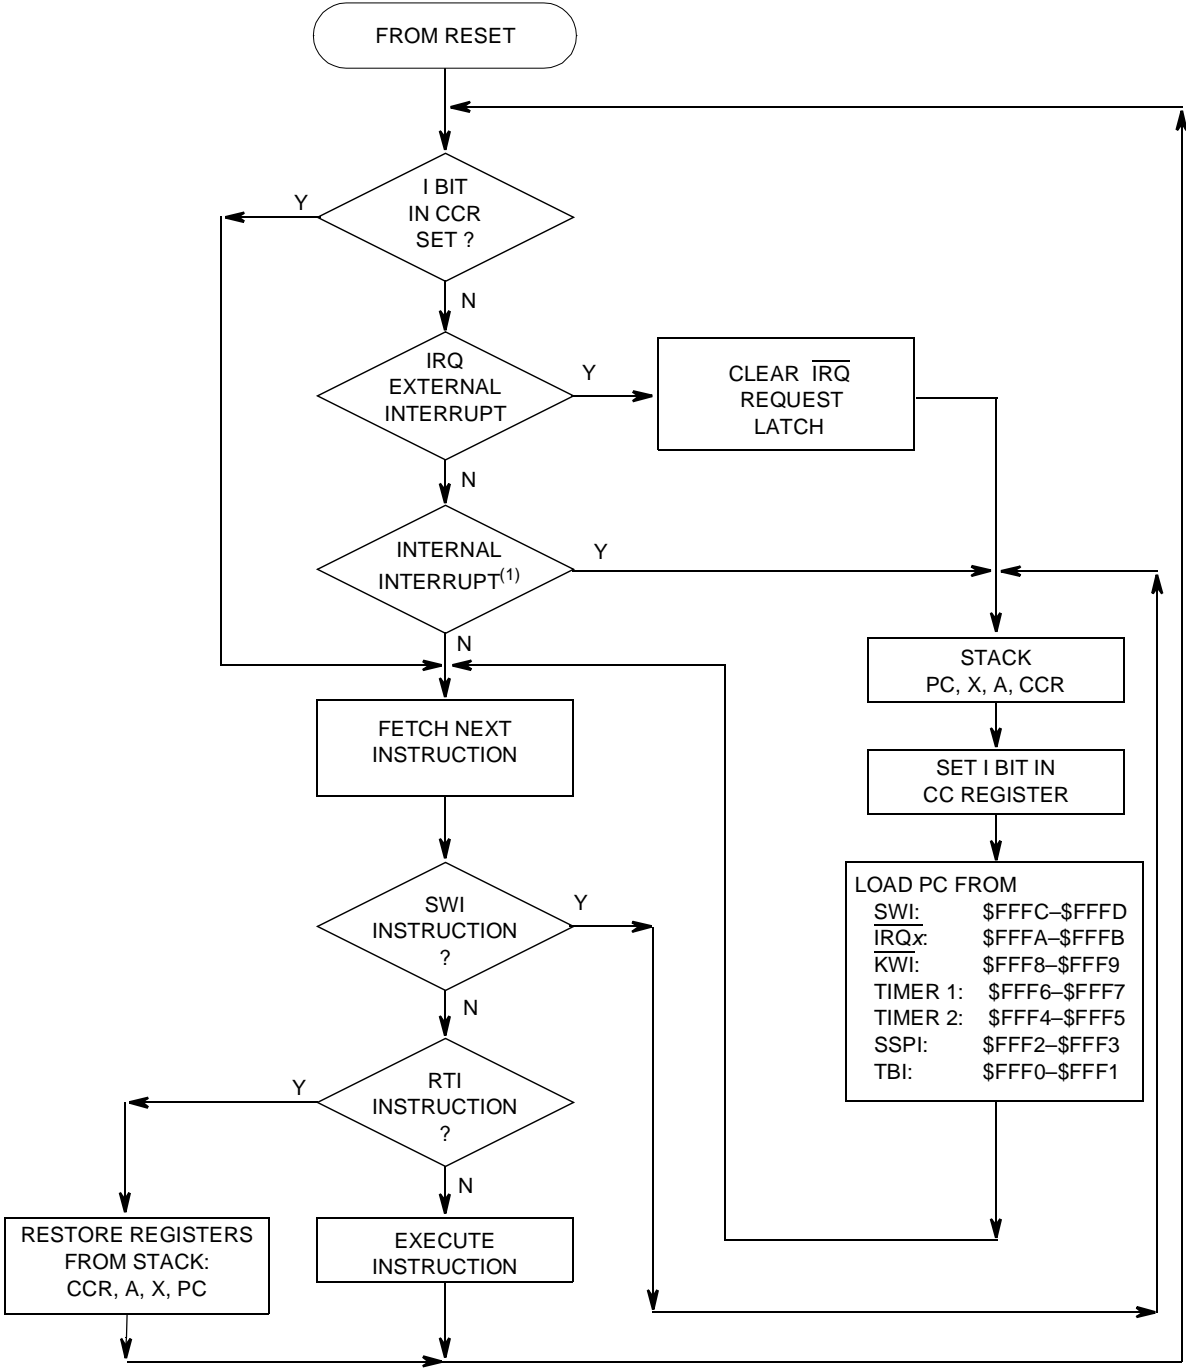 FROM RESET
I BIT
IN CCR
SET ?
Y
N
IRQ
EXTERNAL
INTERRUPT
Y
CLEAR IRQ
REQUEST
LATCH
N
INTERNAL
INTERRUPT(1)
Y
N
STACK
PC, X, A, CCR
FETCH NEXT
INSTRUCTION
SET I BIT IN
CC REGISTER
SWI
INSTRUCTION
?
Y
N
LOAD PC FROM
SWI: $FFFC–$FFFD
IRQx: $FFFA–$FFFB
KWI: $FFF8–$FFF9
TIMER 1: $FFF6–$FFF7
TIMER 2: $FFF4–$FFF5
SSPI: $FFF2–$FFF3
TBI: $FFF0–$FFF1
RTI
INSTRUCTION
?
Y
N
RESTORE REGISTERS
FROM STACK:
CCR, A, X, PC
EXECUTE
INSTRUCTION